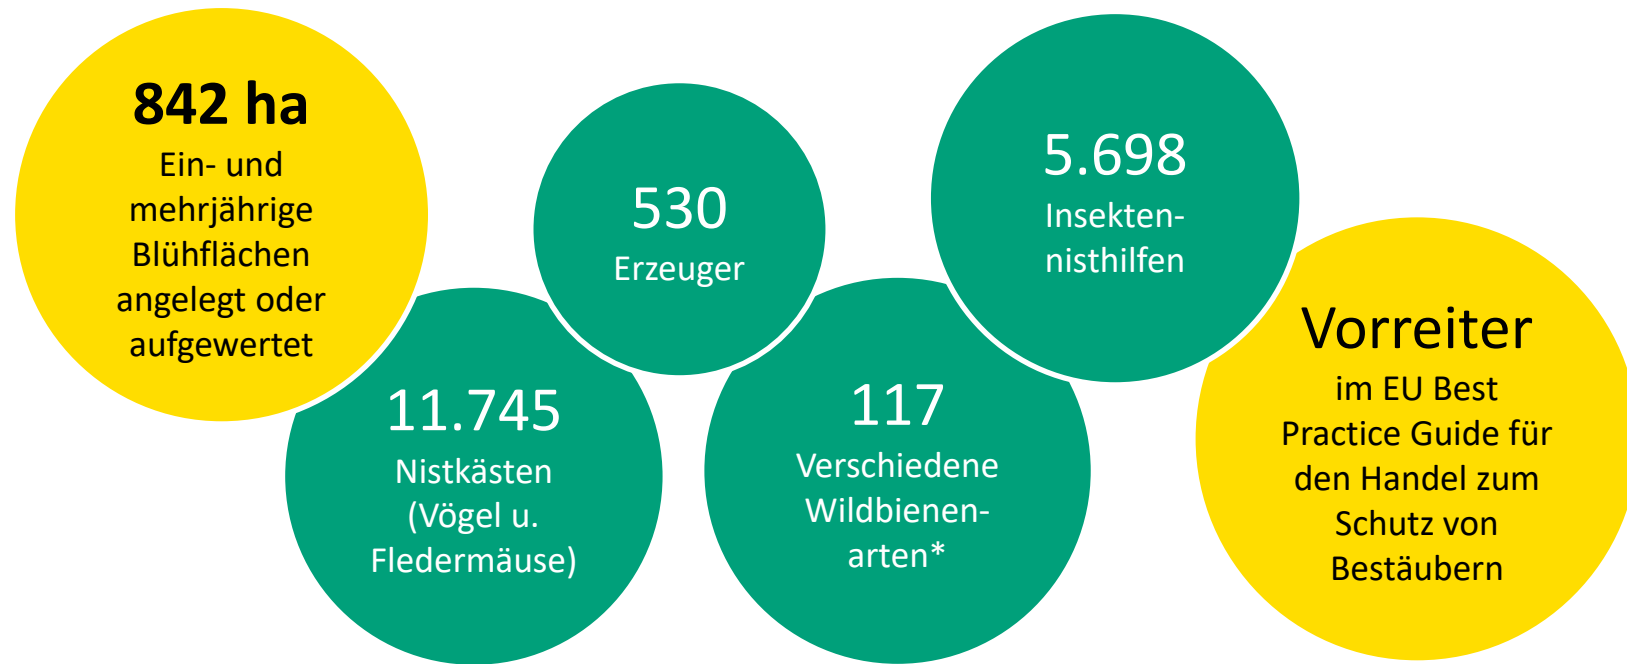 842 ha
Ein- und
mehrjährige
Blühflächen
angelegt oder
aufgewertet
11.745
Nistkästen
(Vögel u.
Fledermäuse)
530
Erzeuger
117
Verschiedene
Wildbienen-
arten*
5.698
Insekten-
nisthilfen
Vorreiter
im EU Best
Practice Guide für
den Handel zum
Schutz von
Bestäubern